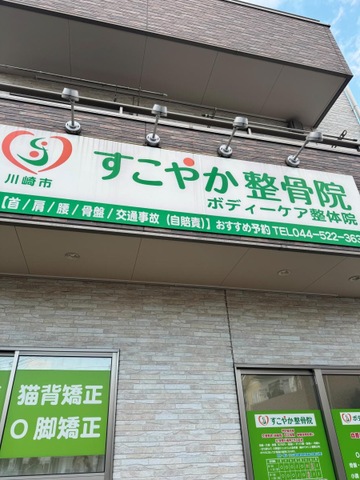 川崎市
すこやか整骨院
ボディーケア整体院
【首/肩/腰/骨盤/交通事故(自賠責)】おすすめ予約 TEL044-522-363
猫背矯正
O脚矯正
すこやか整骨院